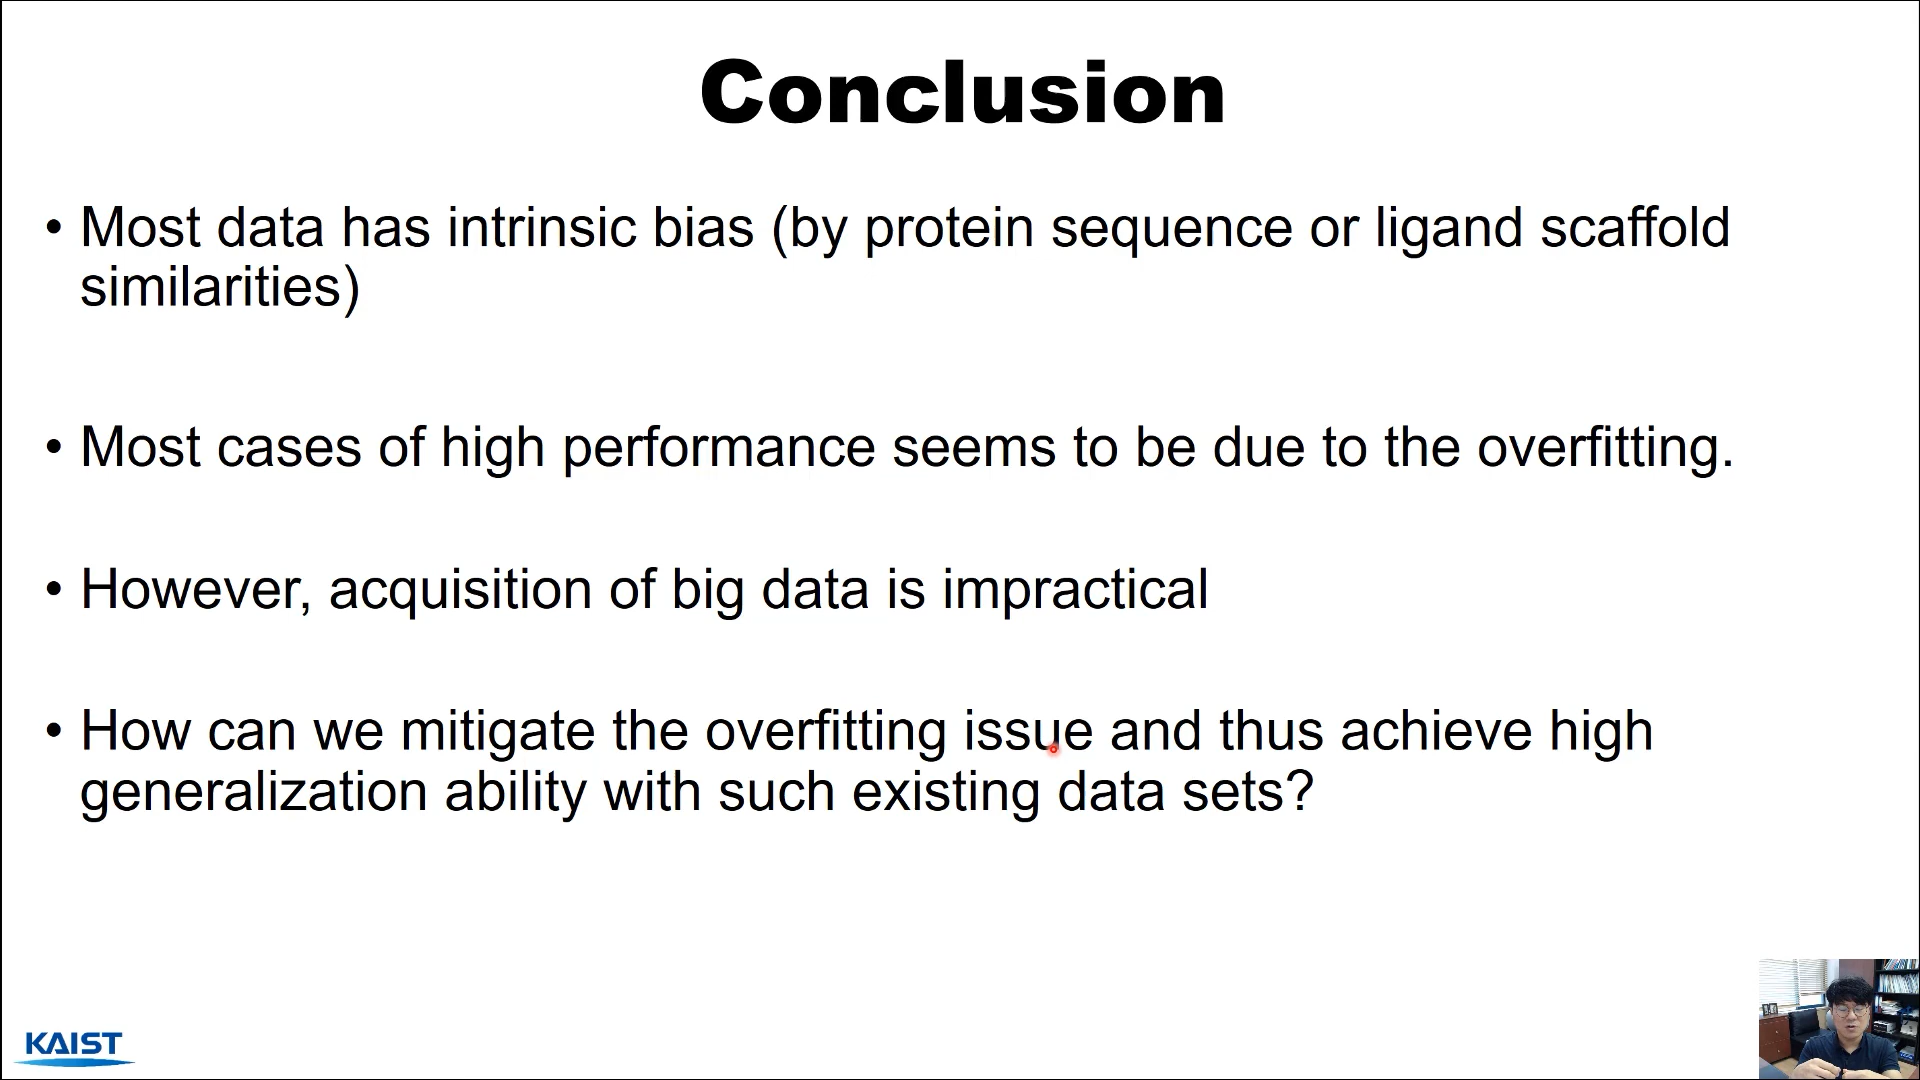 Conclusion
• Most data has intrinsic bias (by protein sequence or ligand scaffold
similarities)
• Most cases of high performance seems to be due to the overfitting.
• However, acquisition of big data is impractical
• How can we mitigate the overfitting issue and thus achieve high
generalization ability with such existing data sets?
KAIST